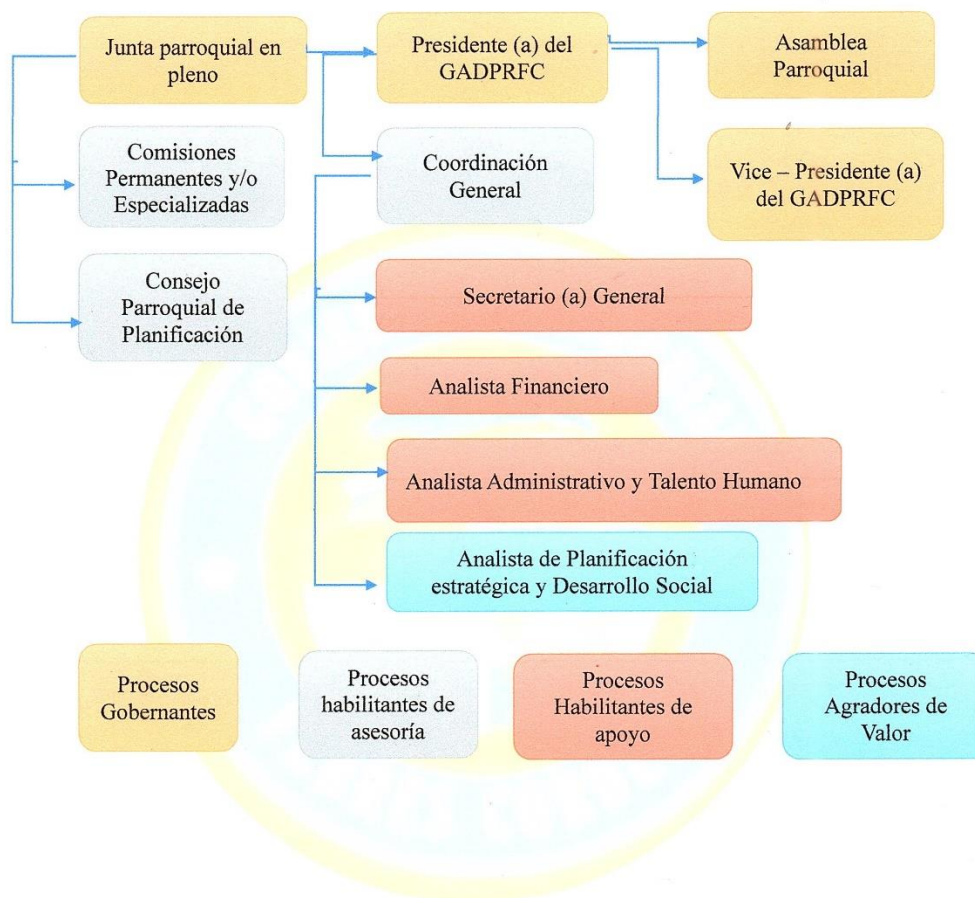 Junta parroquial en
pleno
Presidente (a) del
GADPRFC
Asamblea
Parroquial
Comisiones
Permanentes y/o
Especializadas
Coordinación
General
Vice – Presidente (a)
del GADPRFC
Consejo
Parroquial de
Planificación
Secretario (a) General
Analista Financiero
Analista Administrativo y Talento Humano
Analista de Planificación
estratégica y Desarrollo Social
Procesos
Gobernantes
Procesos
habilitantes de
asesoría
Procesos
Habilitantes de
apoyo
Procesos
Agradores de
Valor